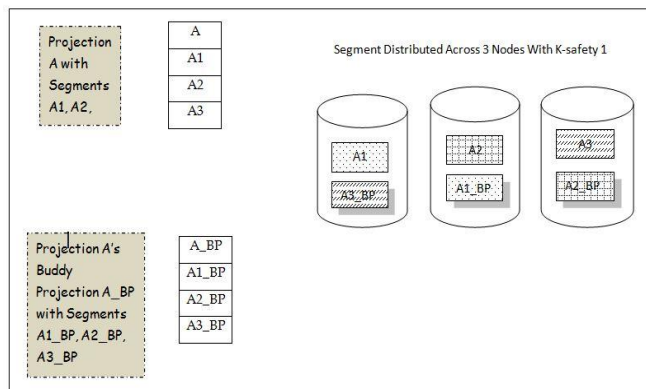 Projection
A with
Segments
A1, A2,
A
A1
A2
A3
Segment Distributed Across 3 Nodes With K-safety 1
A1
A3_BP
A2
A1_BP
A3
A2_BP
Projection A's
Buddy
Projection A_BP
with Segments
A1_BP, A2_BP,
A3_BP
A_BP
A1_BP
A2_BP
A3_BP